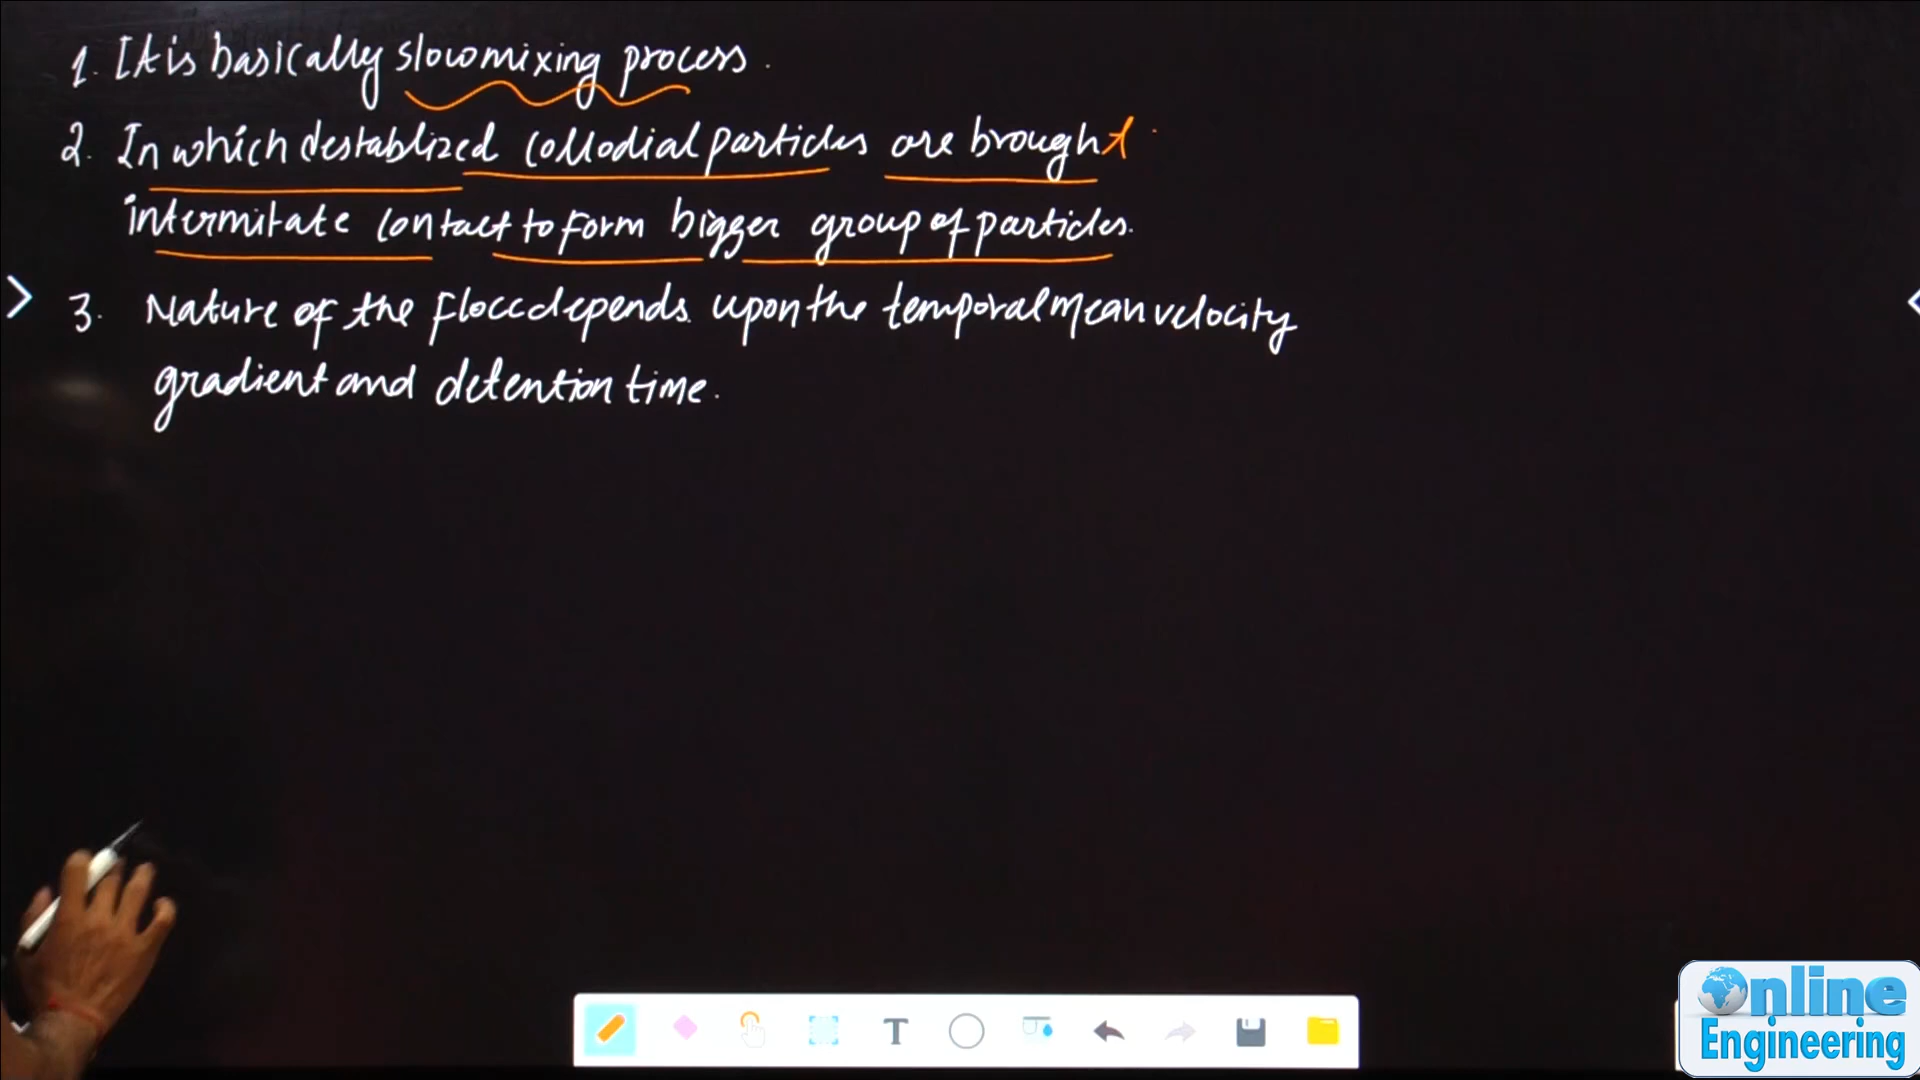 1. It is basically slow mixing process.
2. In which destablized collodial particles are brought
intermitate contact to form bigger group of particles.
3. Nature of the flocc depends upon the temporal mean velocity
gradient and detention time.
T
Online
Engineering